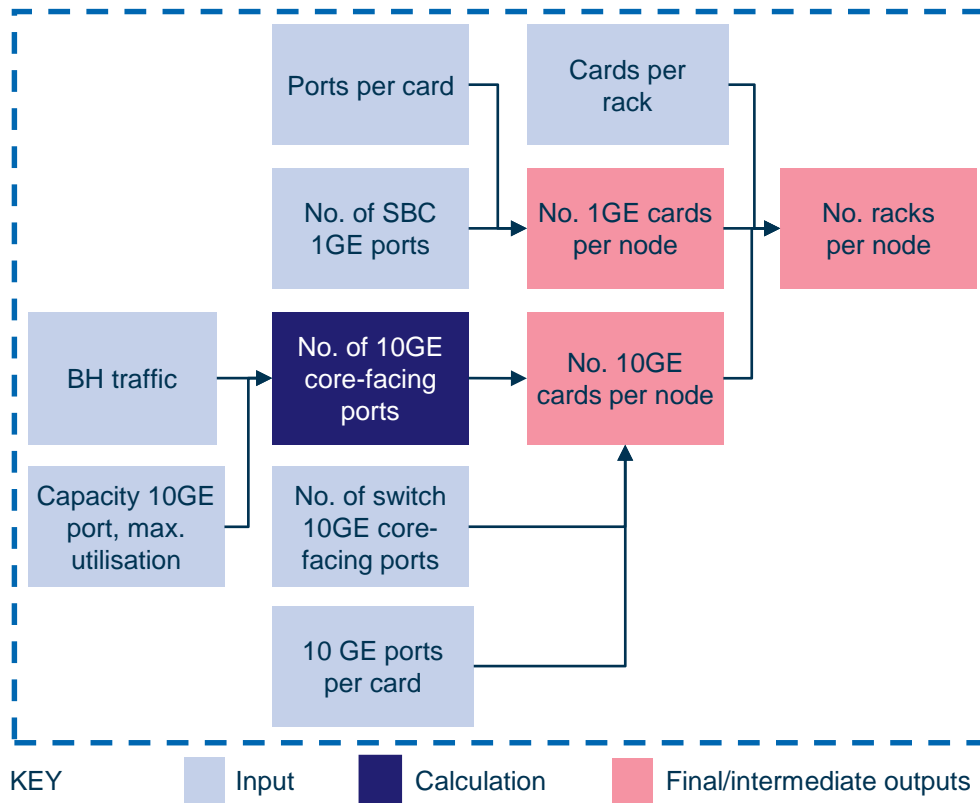 Ports per card
Cards per
rack
No. of SBC
1GE ports
No. 1GE cards
per node
No. racks
per node
BH traffic
No. of 10GE
core-facing
ports
No. 10GE
cards per node
Capacity 10GE
port, max.
utilisation
No. of switch
10GE core-
facing ports
10 GE ports
per card
KEY
Input
Calculation
Final/intermediate outputs